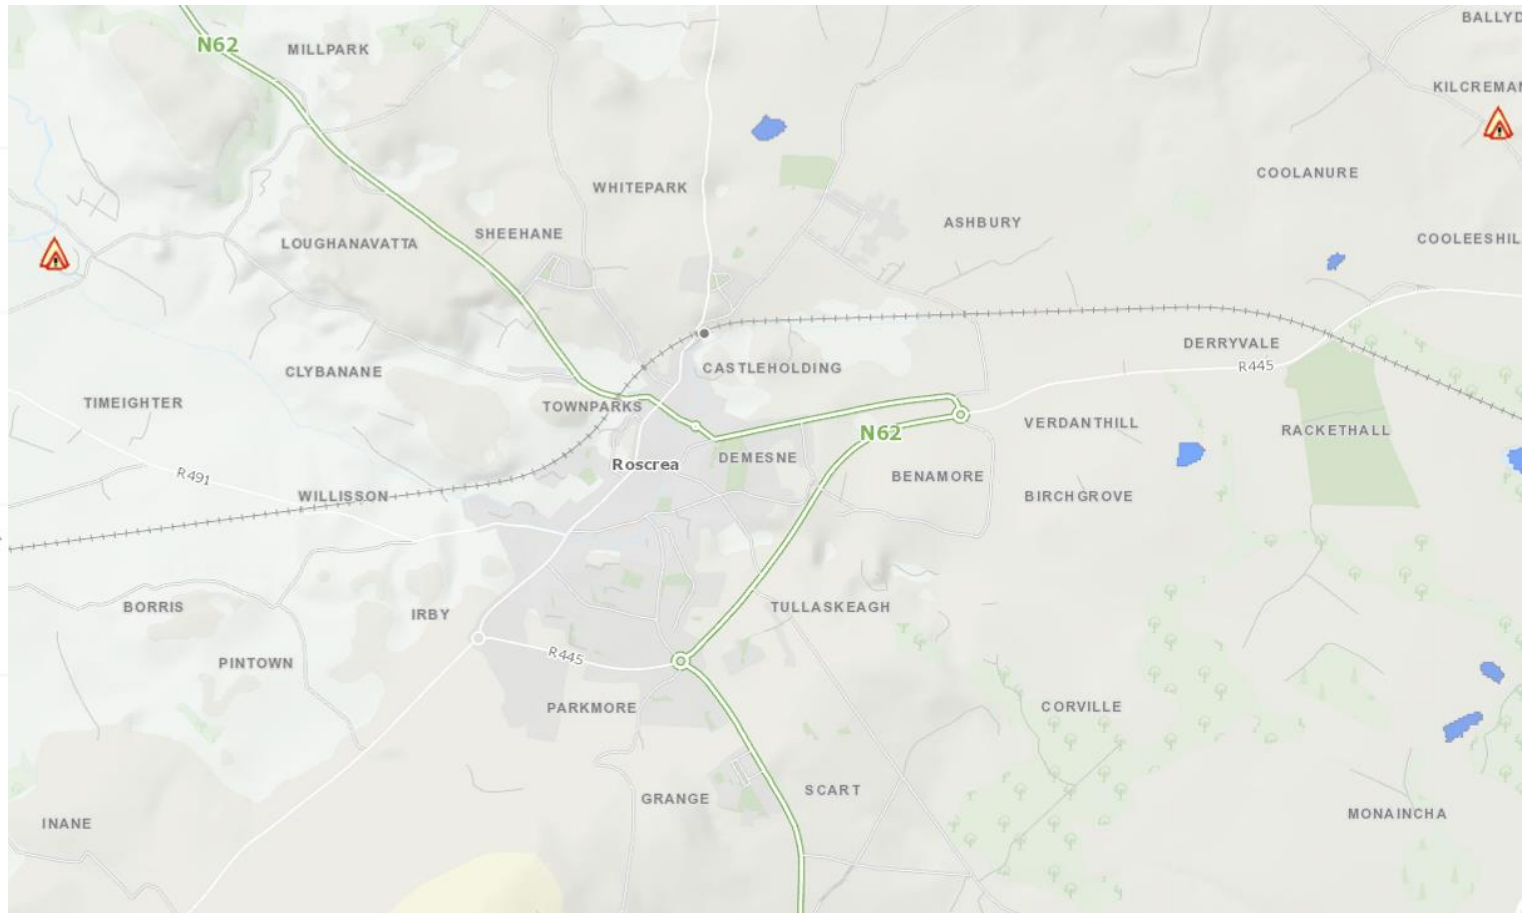 BALLYD
N62
MILLPARK
KILCREMAN
COOLANURE
WHITEPARK
ASHBURY
SHEEHANE
COOLEESHIL
LOUGHANAVATTA
DERRYVALE
R445
CASTLEHOLDING
CLYBANANE
TIMEIGHTER
TOWNPARKS
VERDANTHILL
RACKETHALL
N62
DEMESNE
Roscrea
R491
BENAMORE
WILLISSON
BIRCHGROVE
BORRIS
IRBY
TULLASKEAGH
R445
PINTOWN
PARKMORE
CORVILLE
SCART
GRANGE
MONAINCHA
INANE